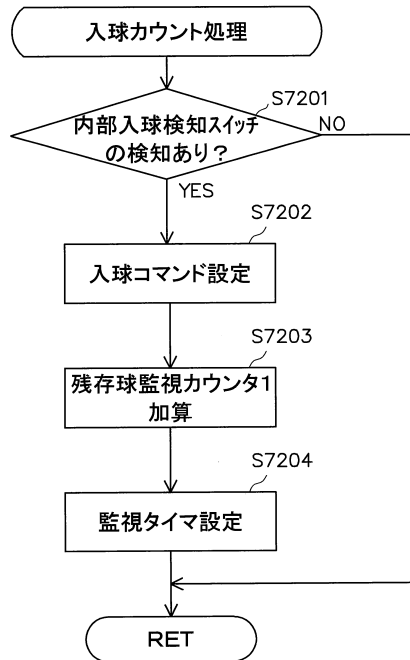 入球カウント処理
S7201
内部入球検知スイッチ
の検知あり?
NO
YES
S7202
入球コマンド設定
S7203
残存球監視カウンタ1
加算
S7204
監視タイマ設定
RET